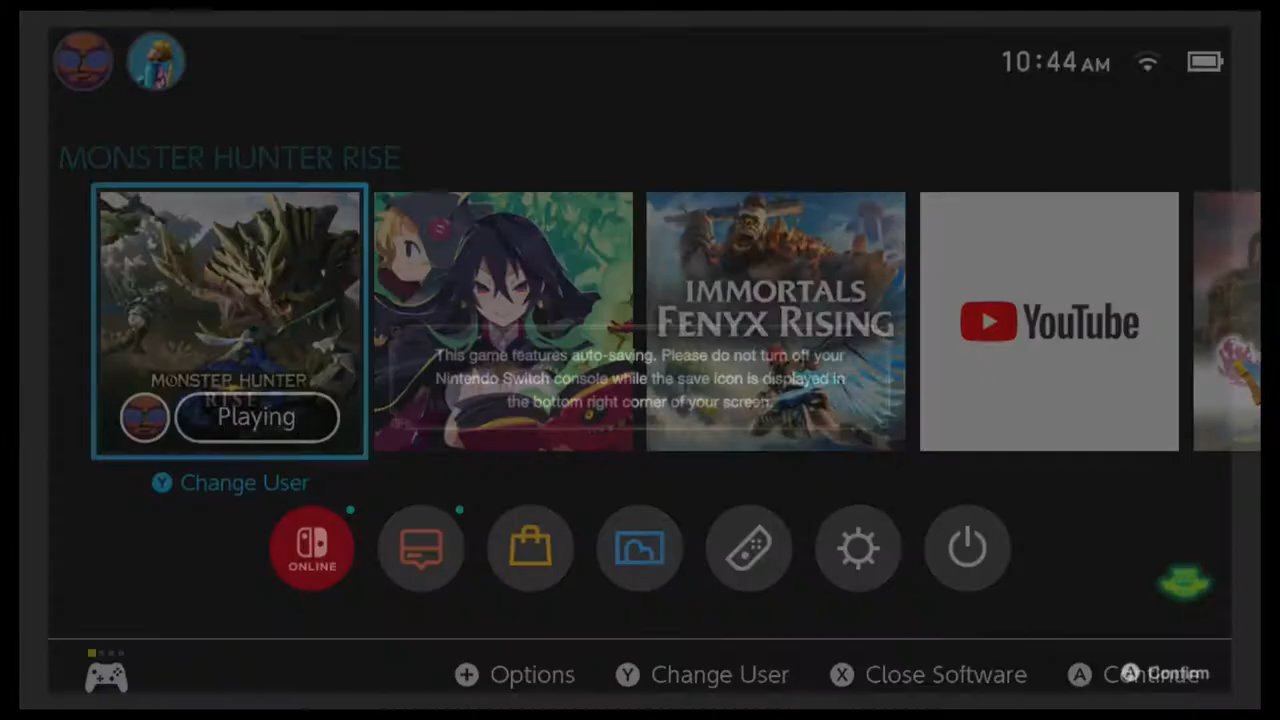 10:44 AM
MONSTER HUNTER RISE
MONSTER HUNTER
RISE
Playing
IMMORTALS
FENYX RISING
YouTube
This game features auto-saving. Please do not turn off your
Nintendo Switch console while the save icon is displayed in
the bottom right corner of your screen.
Y Change User
ONLINE
+ Options
Y Change User
X Close Software
A Continue
A Confirm